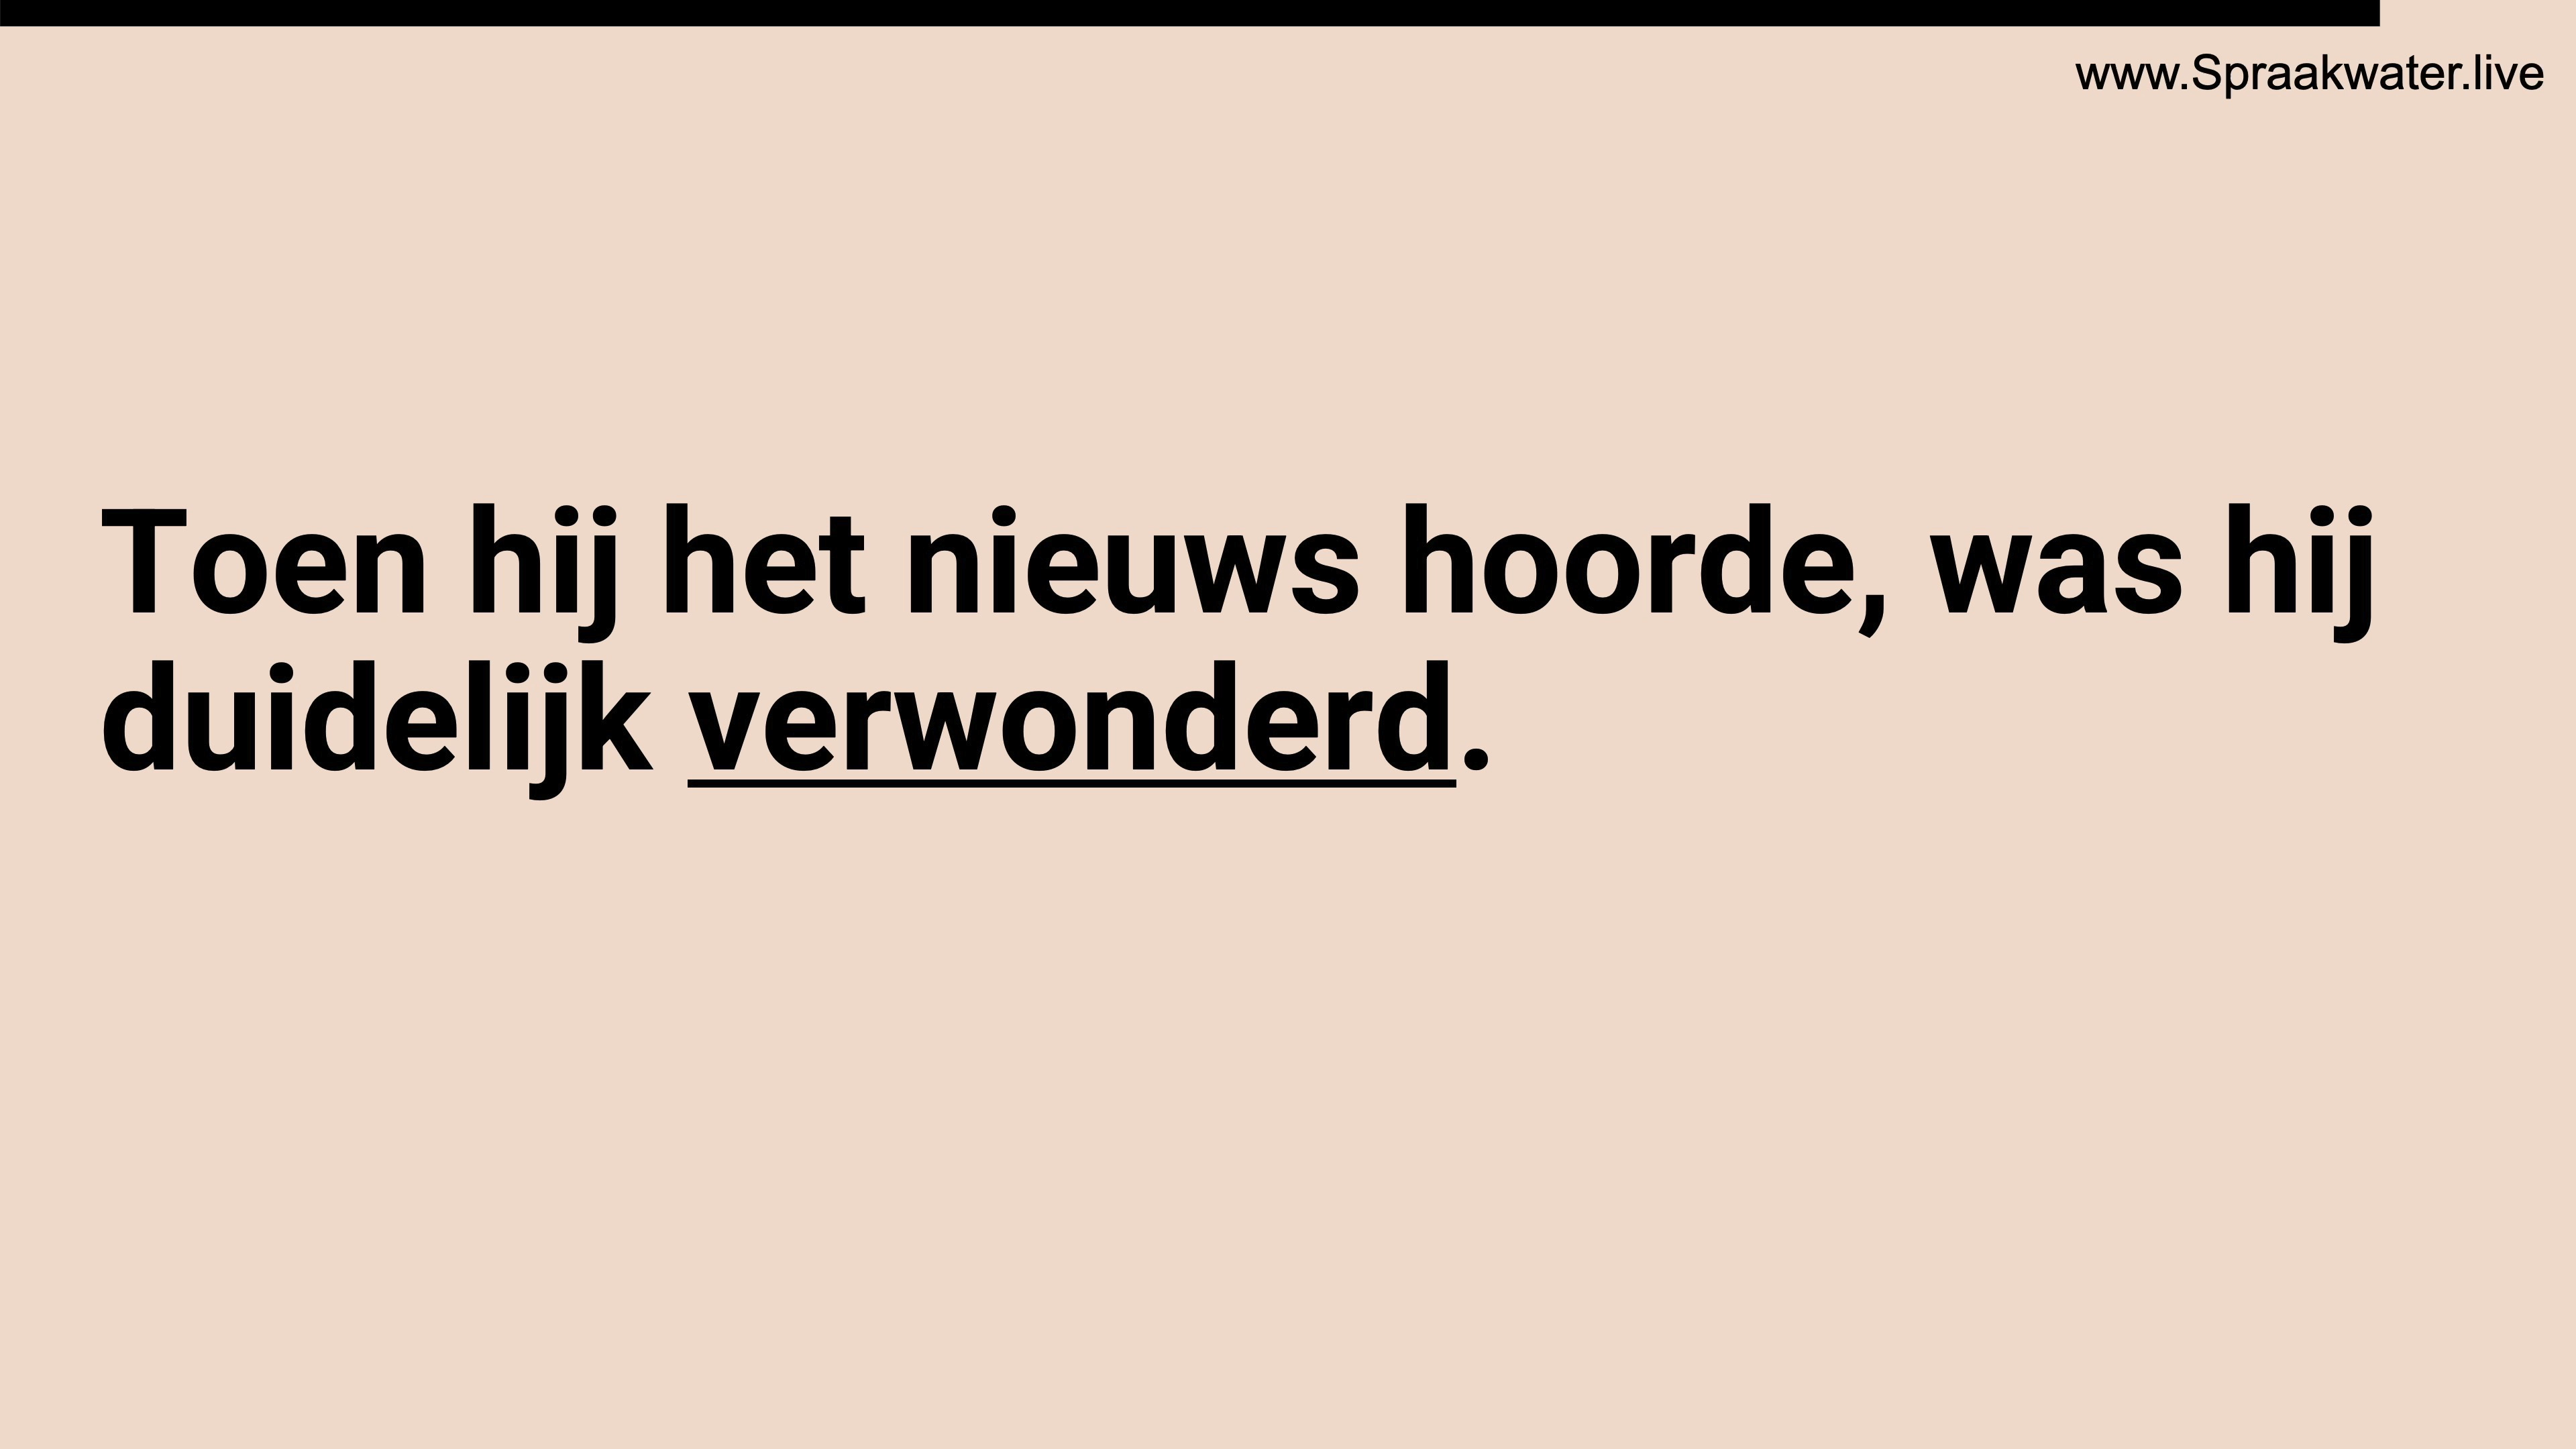 www.Spraakwater.live
Toen hij het nieuws hoorde, was hij
duidelijk verwonderd.